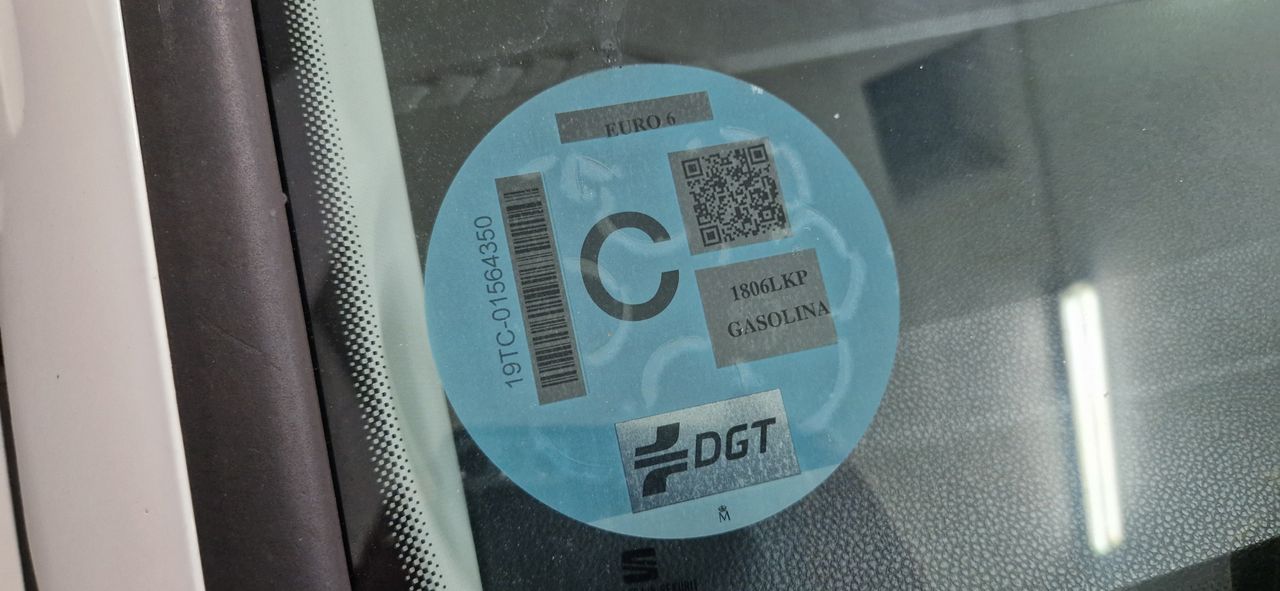 EURO 6
19TC-01564350
C
1806LKP
GASOLINA
DGT
M